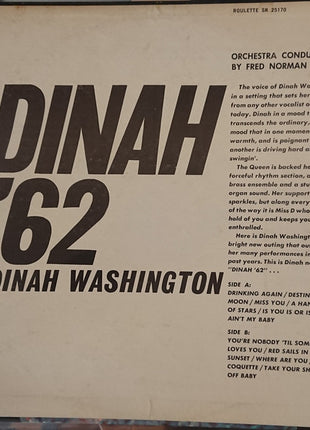 ROULETTE SR 25170
DINAH
'62
DINAH WASHINGTON
ORCHESTRA CONDU
BY FRED NORMAN
The voice of Dinah Was
in a setting that sets her
from any other vocalist o
today. Dinah in a mood th
transcends the ordinary,
mood that in one momen
warmth, and is poignant
another is driving hard a
swingin'.
The Queen is backed he
forceful rhythm section, a
brass ensemble and a stu
organ sound. Her support
sparkles, but along every
of the way it is Miss D who
hold of you and keeps you
enthralled.
Here is Dinah Washingt
bright new outing that ou
her many performances in
past years. This is Dinah n
"DINAH '62" . . .
SIDE A:
DRINKING AGAIN / DESTIN
MOON / MISS YOU / A HAN
OF STARS / IS YOU OR IS
AIN'T MY BABY
SIDE B:
YOU'RE NOBODY 'TIL SOM
LOVES YOU / RED SAILS IN
SUNSET / WHERE ARE YOU /
COQUETTE / TAKE YOUR SH
OFF BABY